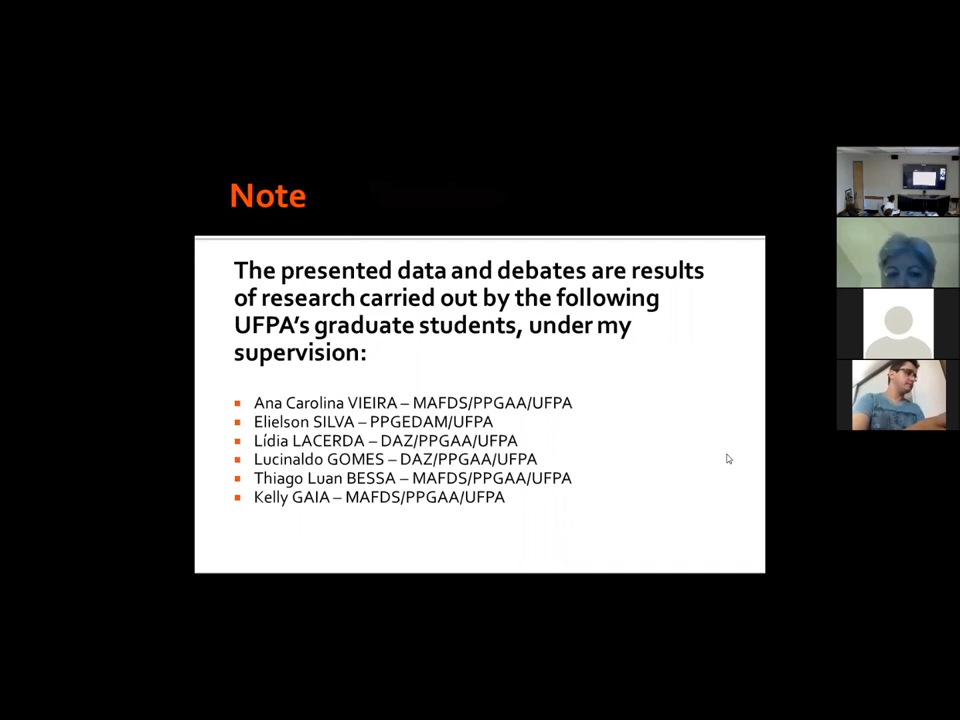 Note
The presented data and debates are results
of research carried out by the following
UFPA's graduate students, under my
supervision:
Ana Carolina VIEIRA – MAFDS/PPGAA/UFPA
Elielson SILVA – PPGEDAM/UFPA
Lídia LACERDA – DAZ/PPGAA/UFPA
Lucinaldo GOMES – DAZ/PPGAA/UFPA
Thiago Luan BESSA – MAFDS/PPGAA/UFPA
Kelly GAIA – MAFDS/PPGAA/UFPA